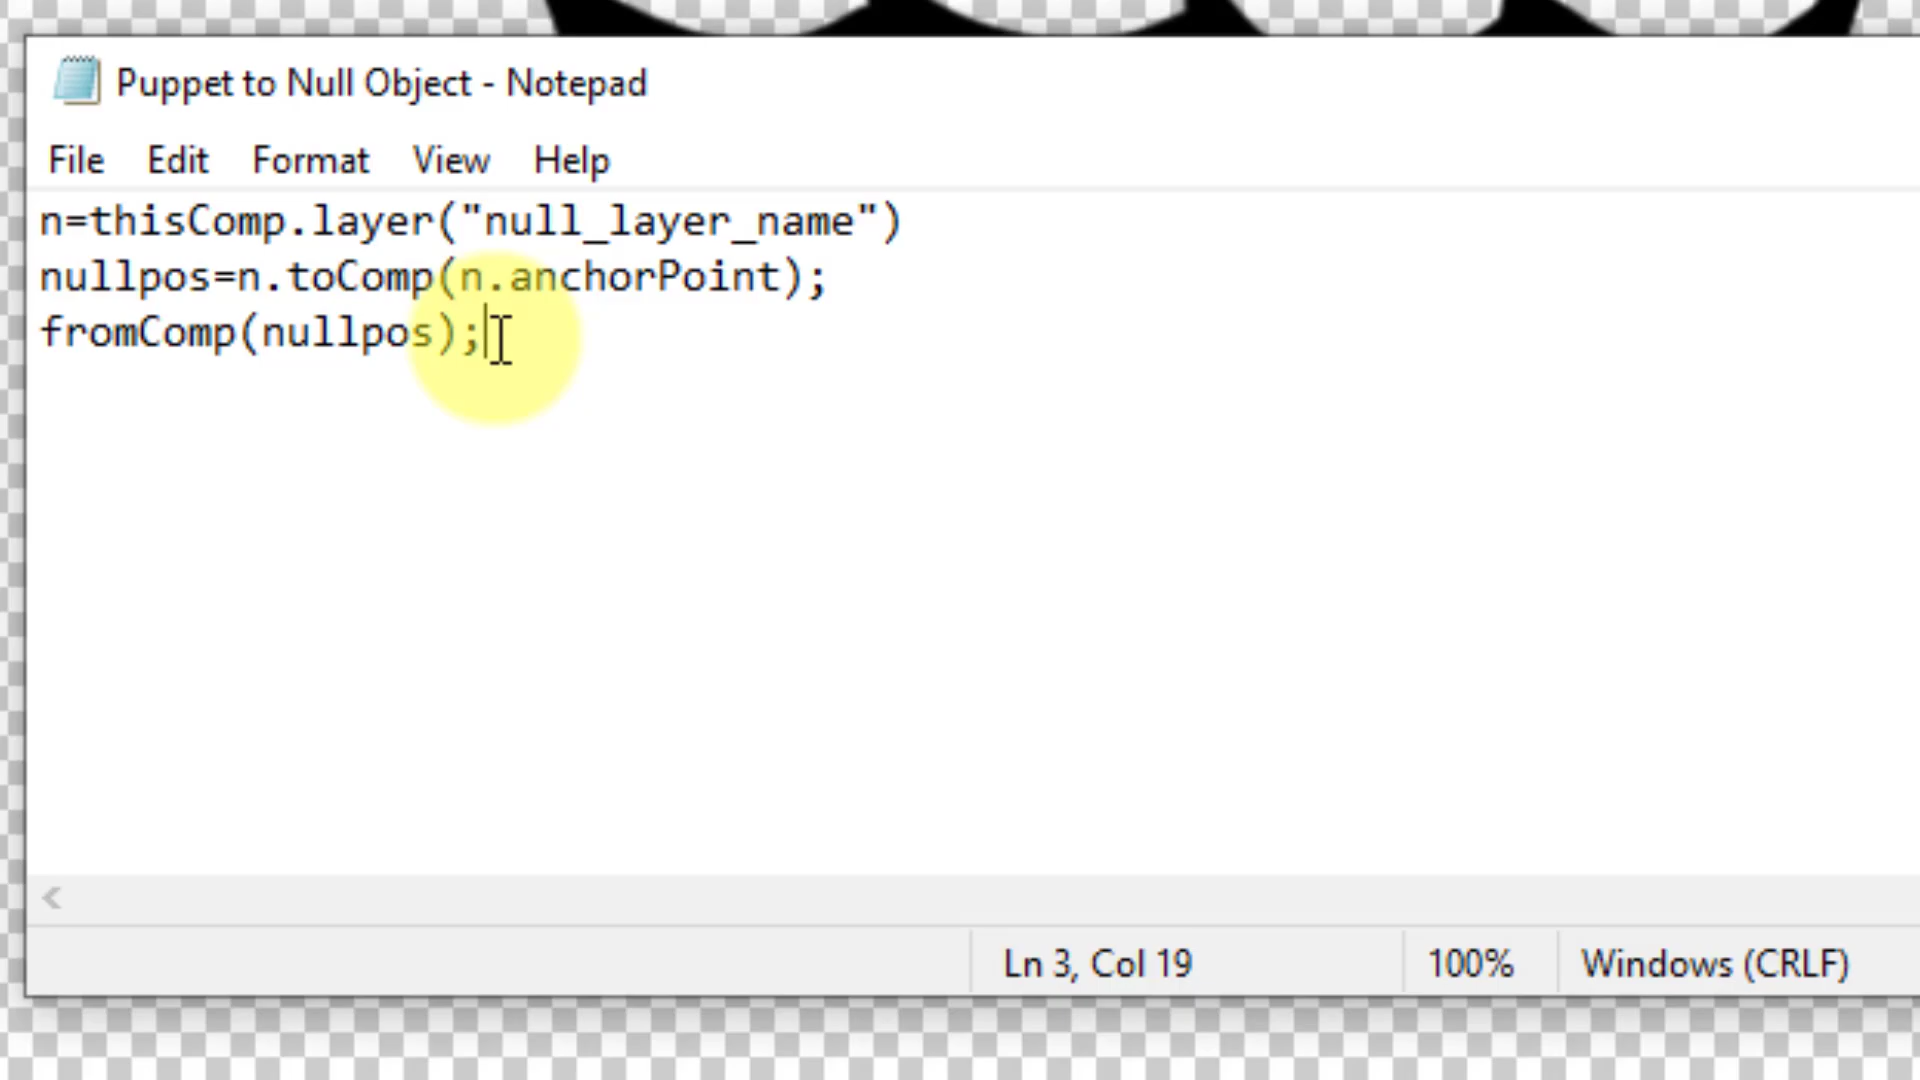 Puppet to Null Object - Notepad
File Edit Format View Help
n=thisComp.layer("null_layer_name")
nullpos=n.toComp(n.anchorPoint);
fromComp(nullpos);
Ln 3, Col 19 100% Windows (CRLF)